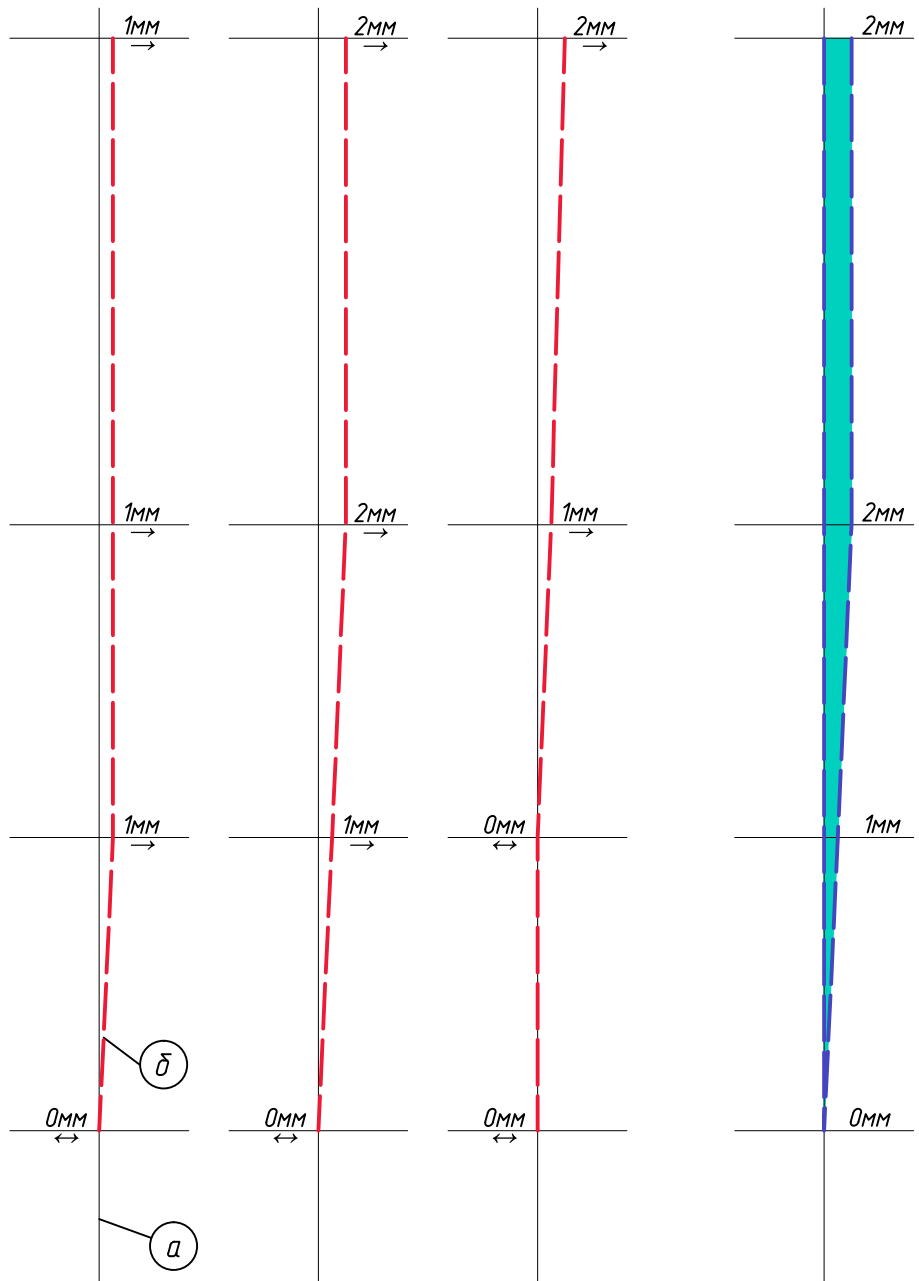 1мм 2мм 2мм 2мм
→ → →
1мм 2мм 1мм 2мм
→ → →
1мм 1мм 0мм 1мм
→ → ↔
б
0мм 0мм 0мм 0мм
↔ ↔ ↔
а